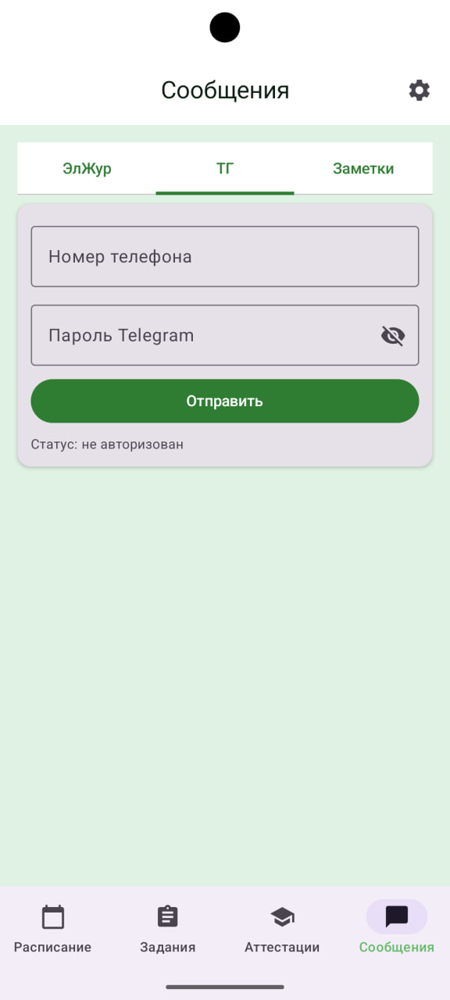 Сообщения
ЭлЖур ТГ Заметки
Номер телефона
Пароль Telegram
Отправить
Статус: не авторизован
Расписание Задания Аттестации Сообщения